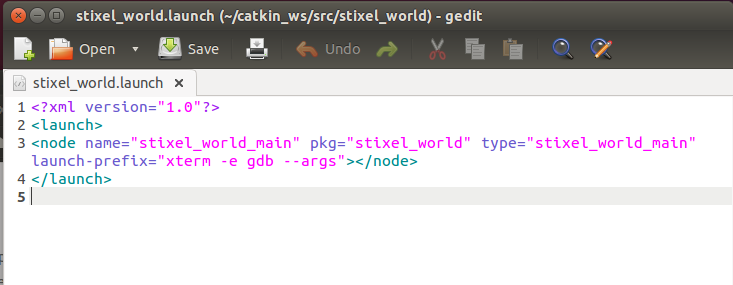 stixel_world.launch (~/catkin_ws/src/stixel_world) - gedit
Open Save Undo
stixel_world.launch ×
1 <?xml version="1.0"?>
2 <launch>
3 <node name="stixel_world_main" pkg="stixel_world" type="stixel_world_main"
launch-prefix="xterm -e gdb --args"></node>
4 </launch>
5